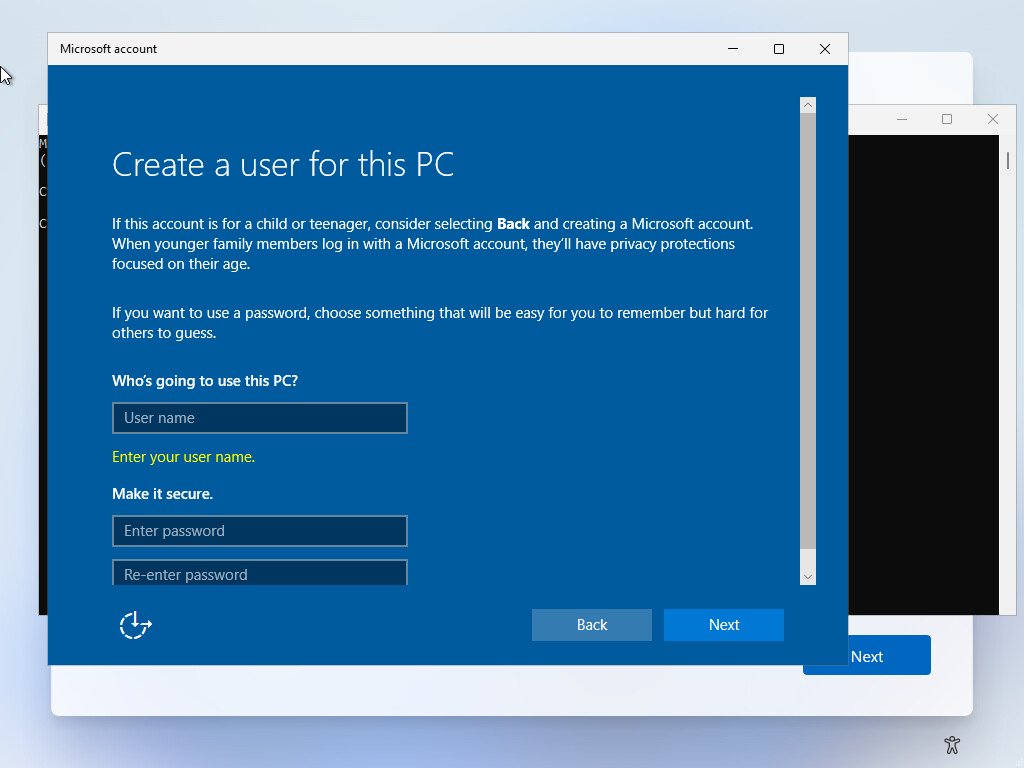 Microsoft account
Create a user for this PC
If this account is for a child or teenager, consider selecting Back and creating a Microsoft account.
When younger family members log in with a Microsoft account, they’ll have privacy protections
focused on their age.
If you want to use a password, choose something that will be easy for you to remember but hard for
others to guess.
Who’s going to use this PC?
User name
Enter your user name.
Make it secure.
Enter password
Re-enter password
Back
Next
Next
M
(
C
C